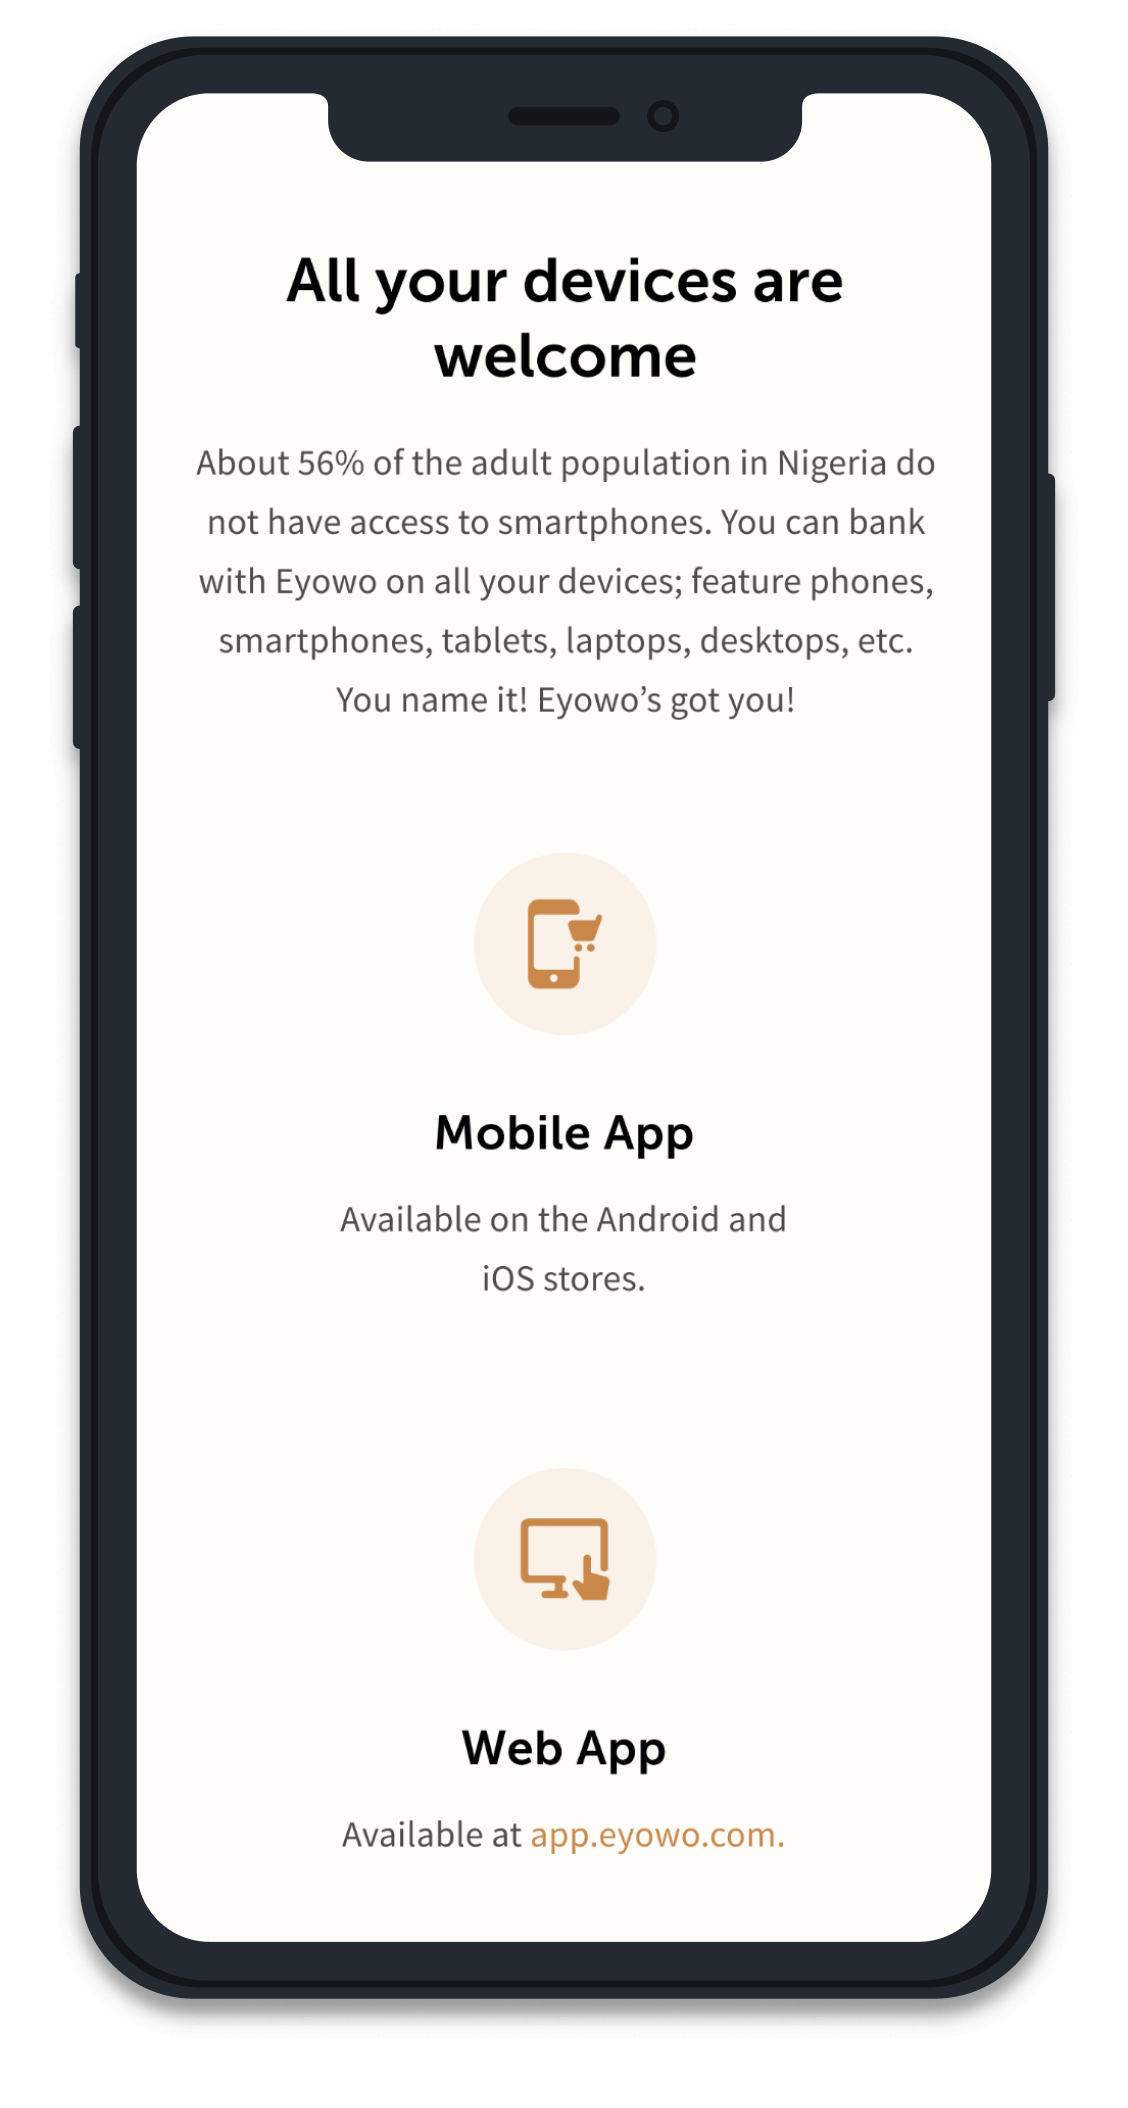 All your devices are
welcome
About 56% of the adult population in Nigeria do
not have access to smartphones. You can bank
with Eyowo on all your devices; feature phones,
smartphones, tablets, laptops, desktops, etc.
You name it! Eyowo’s got you!
Mobile App
Available on the Android and
iOS stores.
Web App
Available at app.eyowo.com.